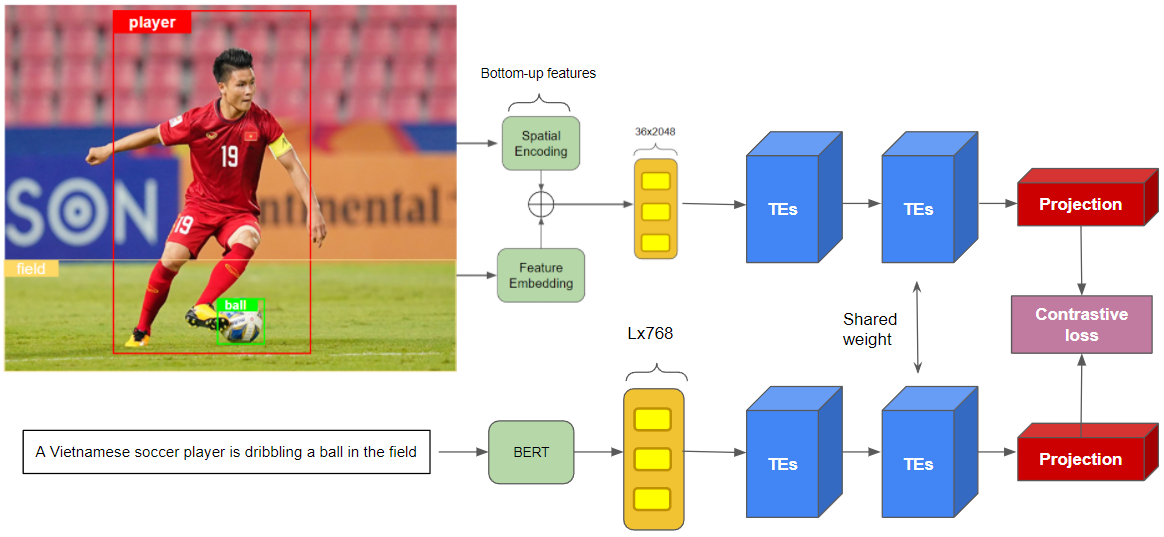 player
Bottom-up features
Spatial
Encoding
36x2048
TEs
TEs
Projection
19
SON
ntinental
19
field
ball
Feature
Embedding
Contrastive
loss
Shared
weight
Lx768
A Vietnamese soccer player is dribbling a ball in the field
BERT
TEs
TEs
Projection